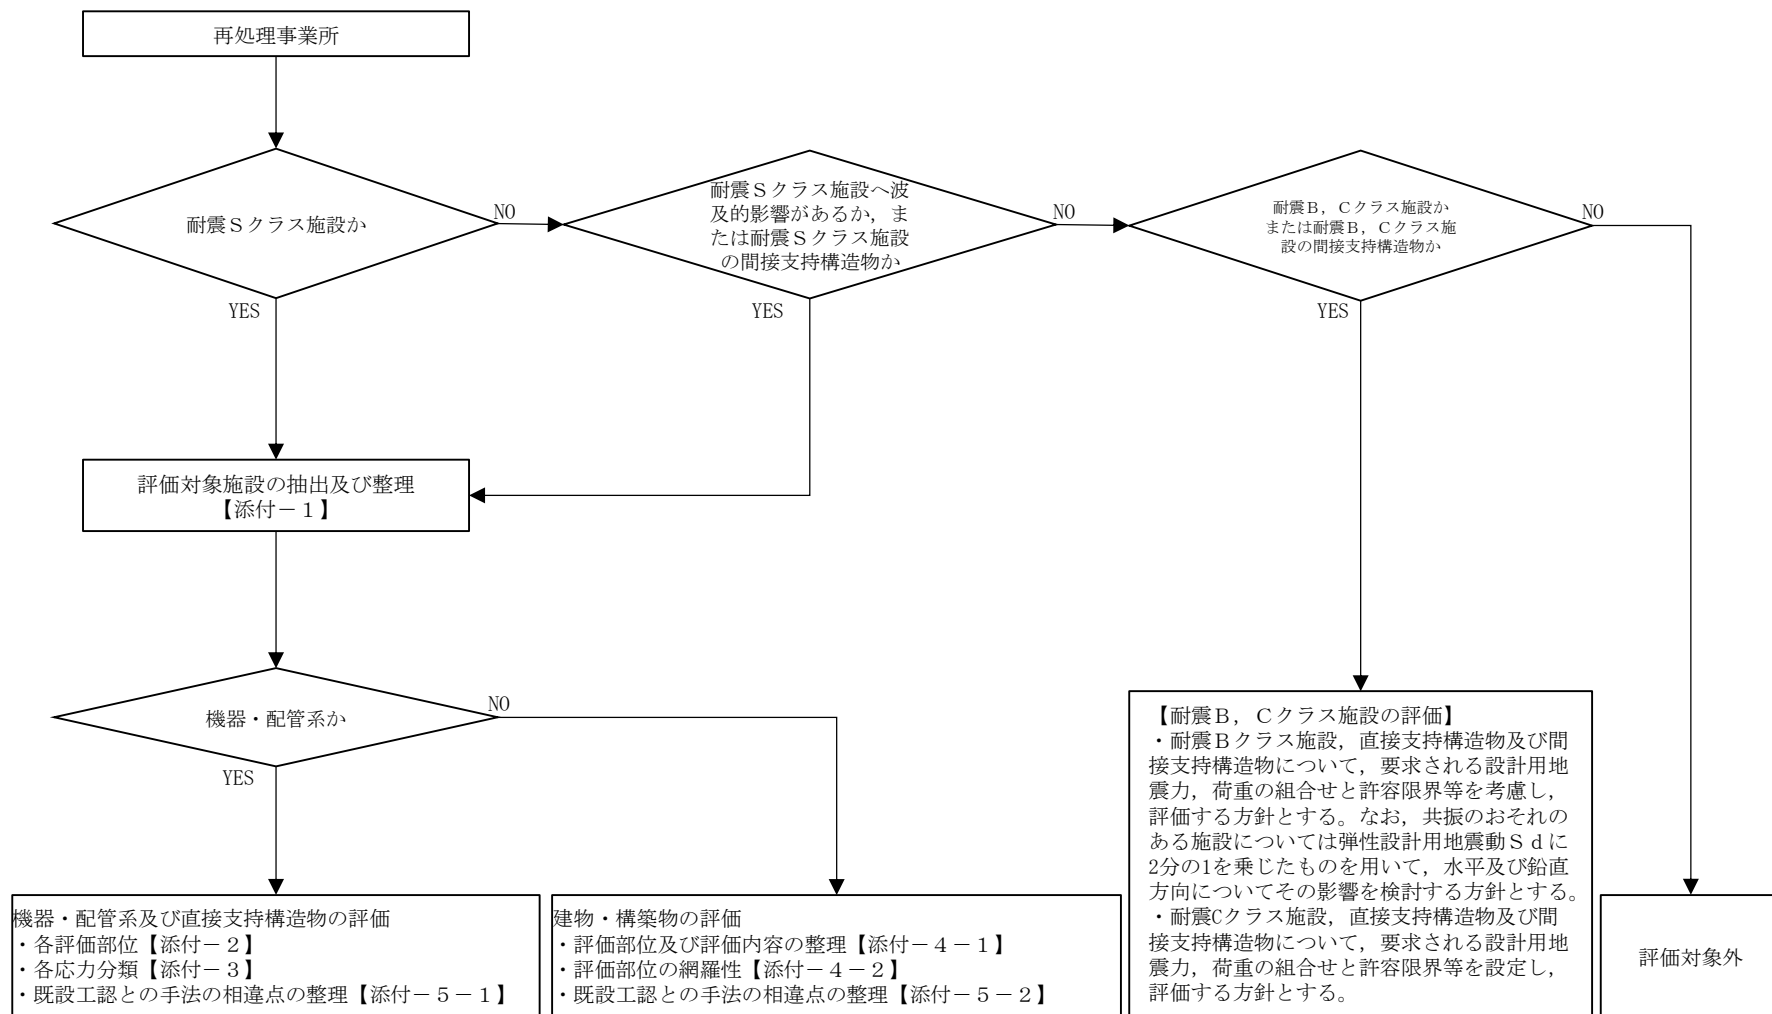 再処理事業所
耐震Sクラス施設か
NO
YES
耐震Sクラス施設へ波
及的影響があるか,ま
たは耐震Sクラス施設
の間接支持構造物か
NO
YES
耐震B,Cクラス施設か
または耐震B,Cクラス施
設の間接支持構造物か
NO
YES
評価対象施設の抽出及び整理
【添付-1】
機器・配管系か
NO
YES
機器・配管系及び直接支持構造物の評価
・各評価部位【添付-2】
・各応力分類【添付-3】
・既設工認との手法の相違点の整理【添付-5-1】
建物・構築物の評価
・評価部位及び評価内容の整理【添付-4-1】
・評価部位の網羅性【添付-4-2】
・既設工認との手法の相違点の整理【添付-5-2】
【耐震B,Cクラス施設の評価】
・耐震Bクラス施設,直接支持構造物及び間
接支持構造物について,要求される設計用地
震力,荷重の組合せと許容限界等を考慮し,
評価する方針とする。なお,共振のおそれの
ある施設については弾性設計用地震動Sdに
2分の1を乗じたものを用いて,水平及び鉛直
方向についてその影響を検討する方針とする。
・耐震Cクラス施設,直接支持構造物及び間
接支持構造物について,要求される設計用地
震力,荷重の組合せと許容限界等を設定し,
評価する方針とする。
評価対象外